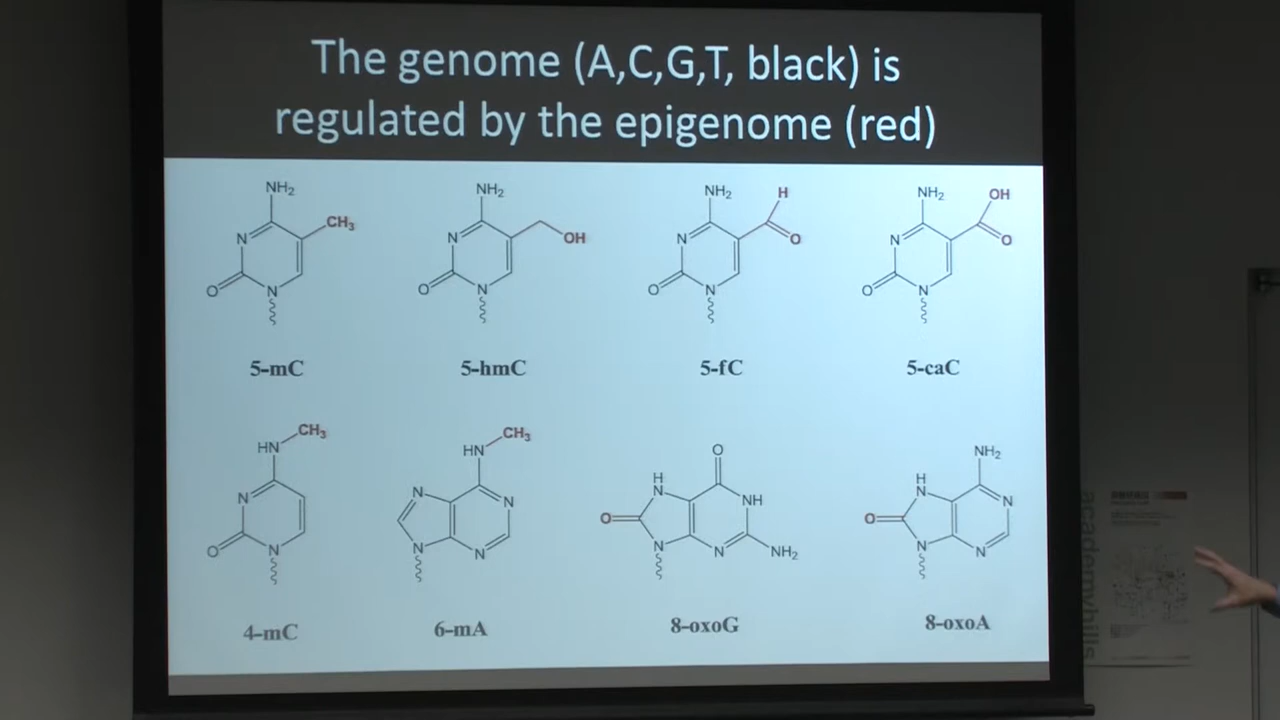 The genome (A,C,G,T, black) is
regulated by the epigenome (red)
NH₂
CH₃
N
O
N
5-mC
NH₂
N
OH
O
N
5-hmC
NH₂
H
N
O
O
N
5-fC
NH₂
OH
N
O
O
N
5-caC
CH₃
HN
N
O
N
4-mC
CH₃
HN
N
N
N
N
6-mA
O
H
N
NH
O
N
N
NH₂
8-oxoG
NH₂
H
N
N
O
N
N
8-oxoA
academyhills